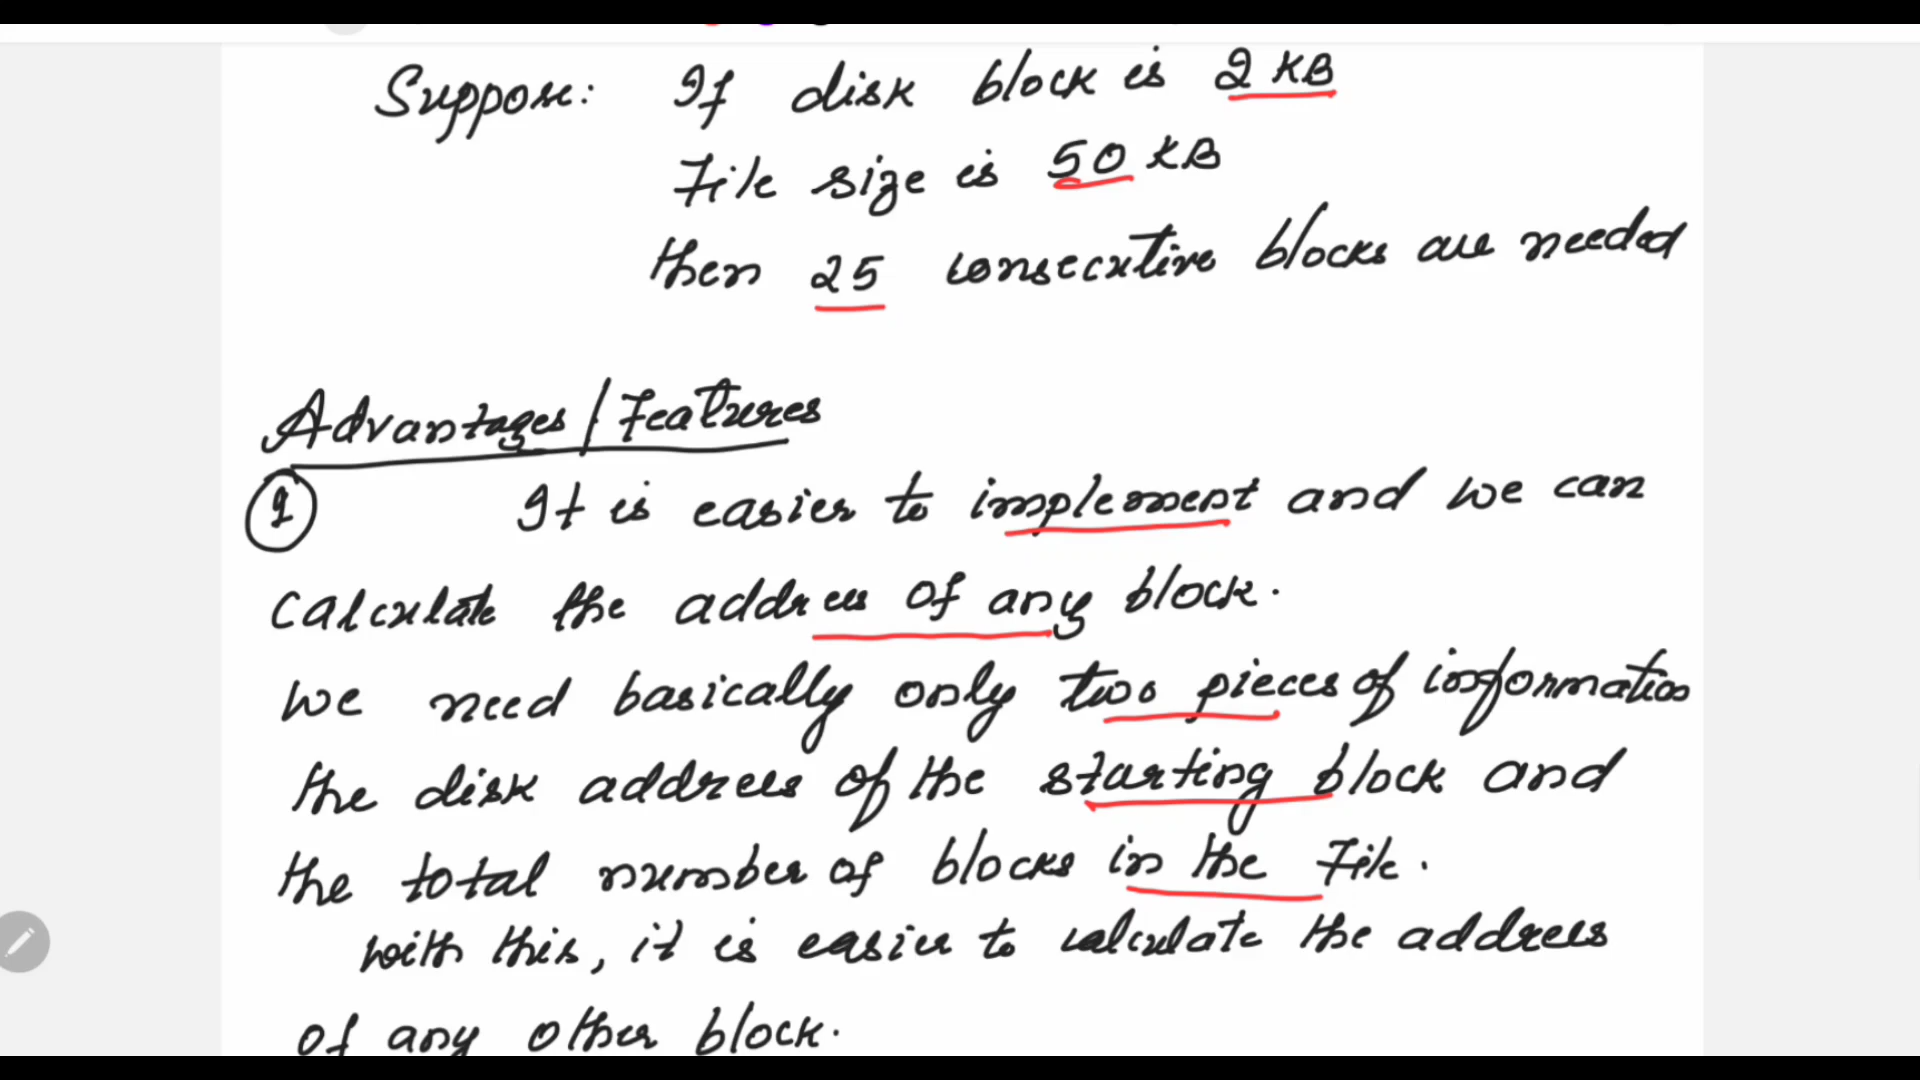 Suppose: If disk block is 2 KB
File size is 50 KB
then 25 consecutive blocks are needed
Advantages/Features
1 It is easier to implement and we can
calculate the address of any block.
we need basically only two pieces of information
the disk address of the starting block and
the total number of blocks in the File.
with this, it is easier to calculate the address
of any other block.